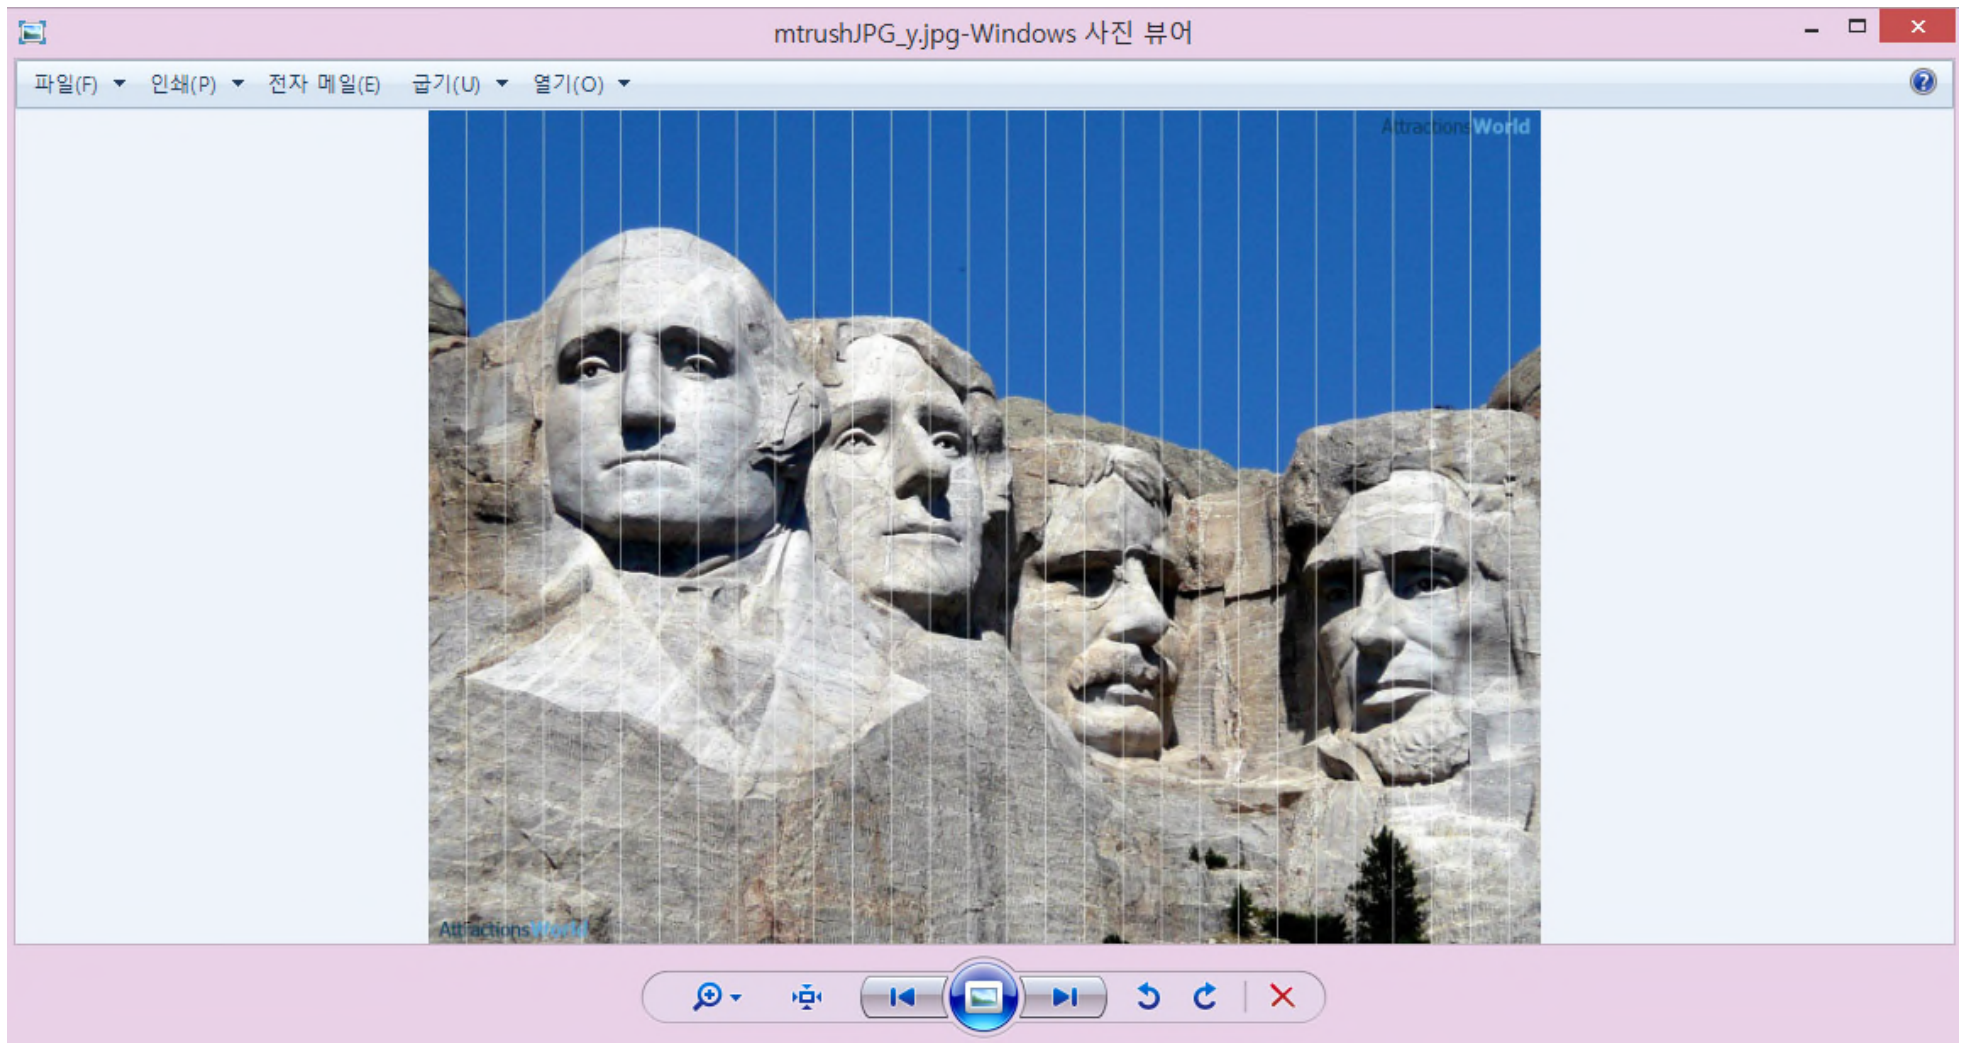 mtrushJPG_y.jpg-Windows 사진 뷰어
파일(F) 인쇄(P) 전자 메일(E) 굽기(U) 열기(O)
AttractionsWorld
AttractionsWorld